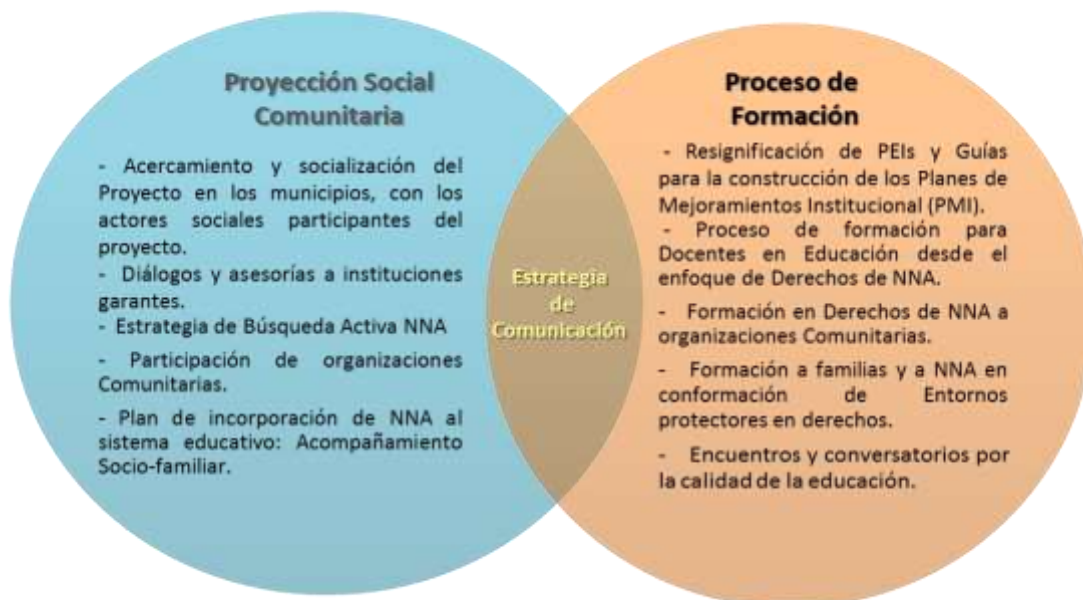 Proyección Social
Comunitaria
- Acercamiento y socialización del
Proyecto en los municipios, con los
actores sociales participantes del
proyecto.
- Diálogos y asesorías a instituciones
garantes.
- Estrategia de Búsqueda Activa NNA
- Participación de organizaciones
Comunitarias.
- Plan de incorporación de NNA al
sistema educativo: Acompañamiento
Socio-familiar.
Estrategia
de
Comunicación
Proceso de
Formación
- Resignificación de PEIs y Guías
para la construcción de los Planes de
Mejoramientos Institucional (PMI).
- Proceso de formación para
Docentes en Educación desde el
enfoque de Derechos de NNA.
- Formación en Derechos de NNA a
organizaciones Comunitarias.
- Formación a familias y a NNA en
conformación de Entornos
protectores en derechos.
- Encuentros y conversatorios por
la calidad de la educación.